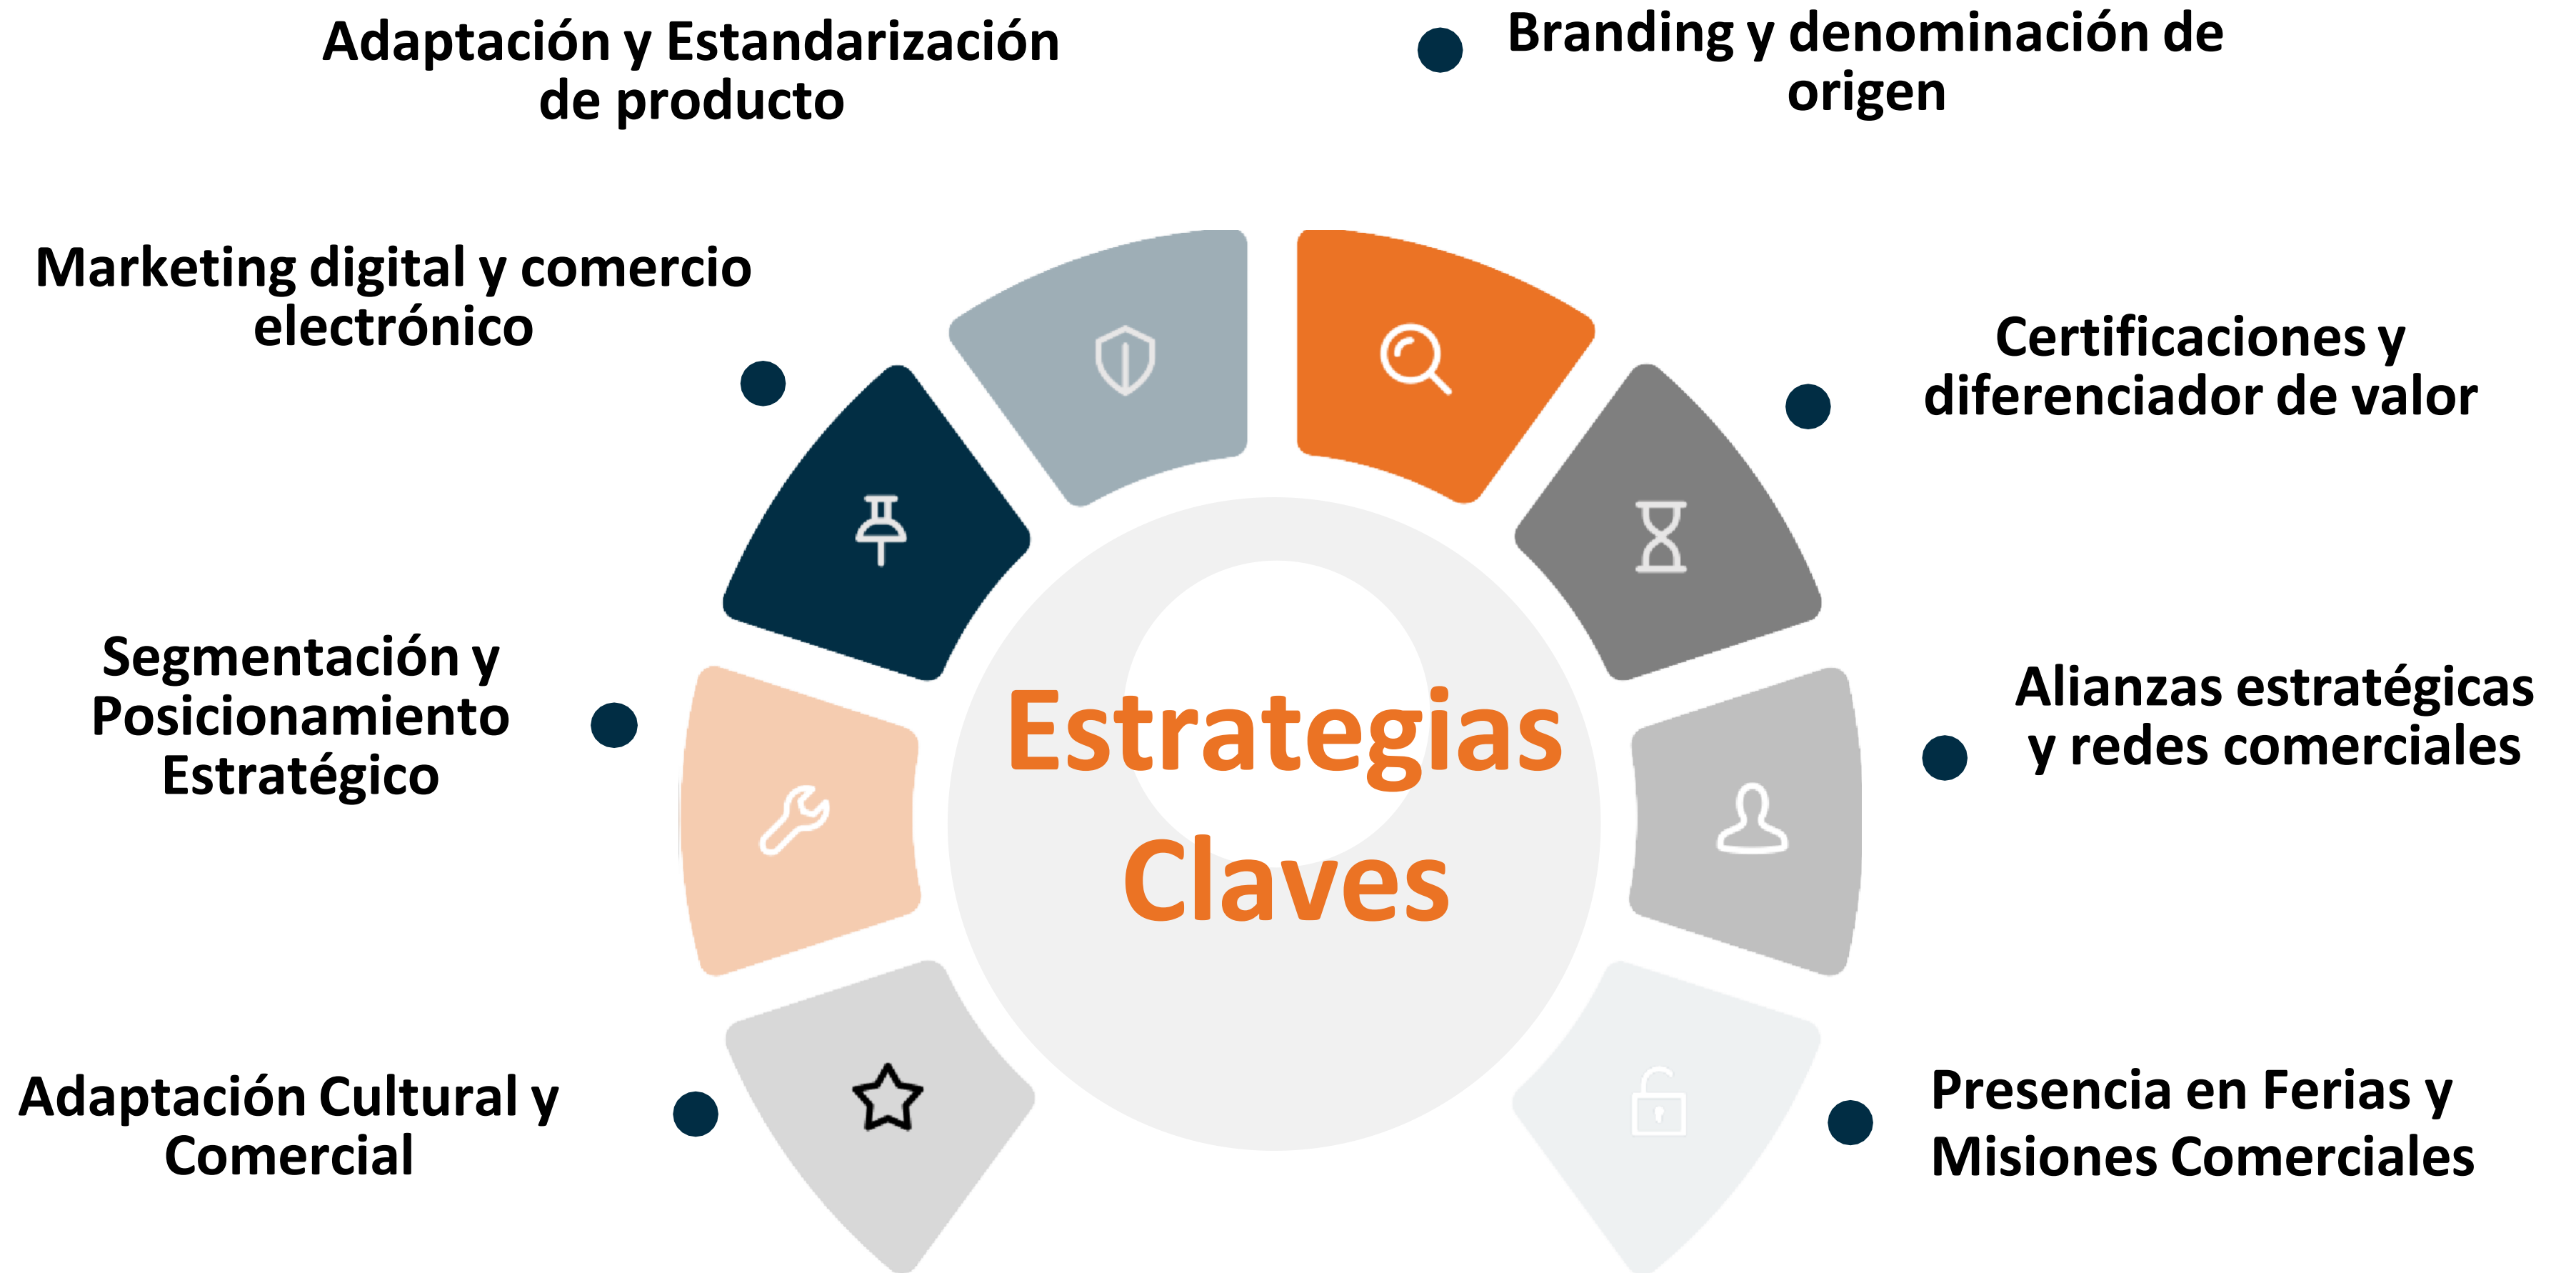 Adaptación y Estandarización
de producto
Branding y denominación de
origen
Marketing digital y comercio
electrónico
Certificaciones y
diferenciador de valor
Segmentación y
Posicionamiento
Estratégico
Alianzas estratégicas
y redes comerciales
Estrategias
Claves
Adaptación Cultural y
Comercial
Presencia en Ferias y
Misiones Comerciales